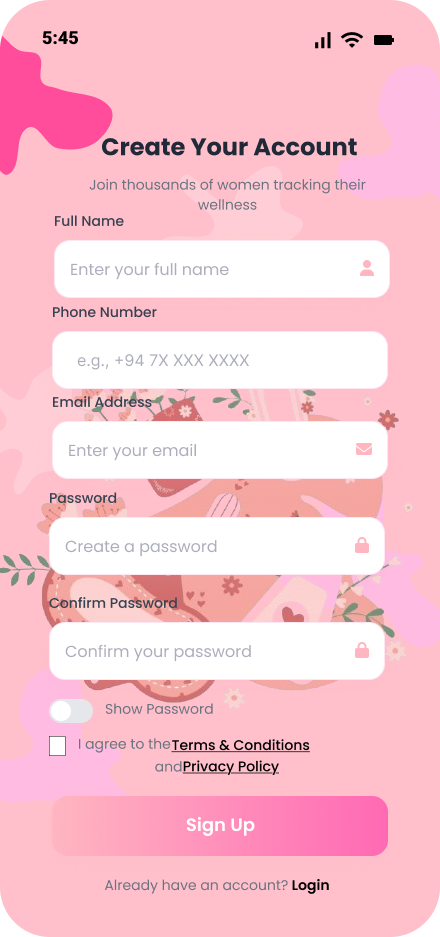 5:45
Create Your Account
Join thousands of women tracking their
wellness
Full Name
Enter your full name
Phone Number
e.g., +94 7X XXX XXXX
Email Address
Enter your email
Password
Create a password
Confirm Password
Confirm your password
Show Password
I agree to theTerms & Conditions
andPrivacy Policy
Sign Up
Already have an account? Login